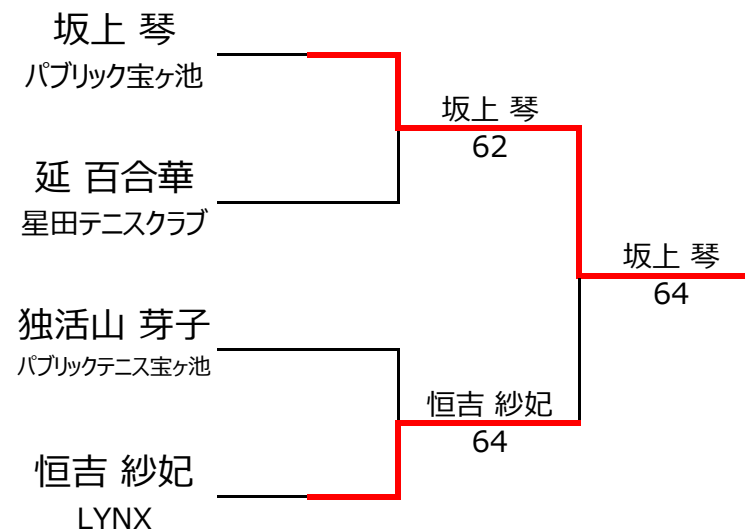 坂上 琴
パブリック宝ヶ池
坂上 琴
62
延 百合華
星田テニスクラブ
坂上 琴
64
独活山 芽子
パブリックテニス宝ヶ池
恒吉 紗妃
64
恒吉 紗妃
LYNX